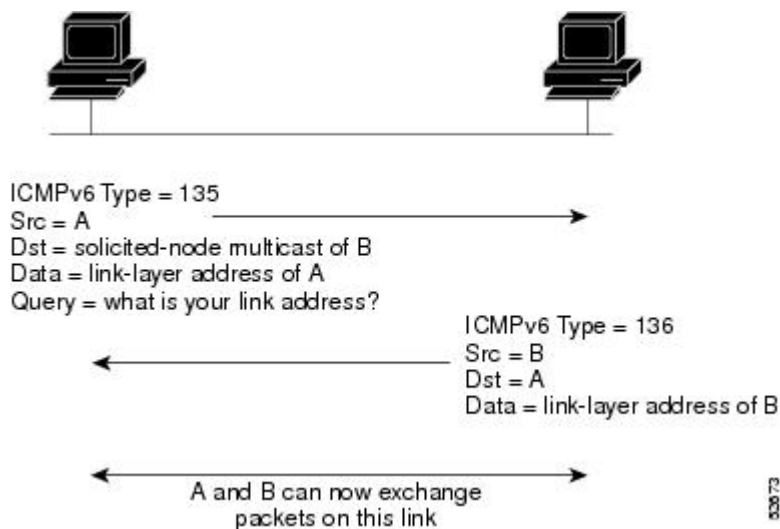 ICMPv6 Type = 135
Src = A
Dst = solicited-node multicast of B
Data = link-layer address of A
Query = what is your link address?
ICMPv6 Type = 136
Src = B
Dst = A
Data = link-layer address of B
A and B can now exchange
packets on this link